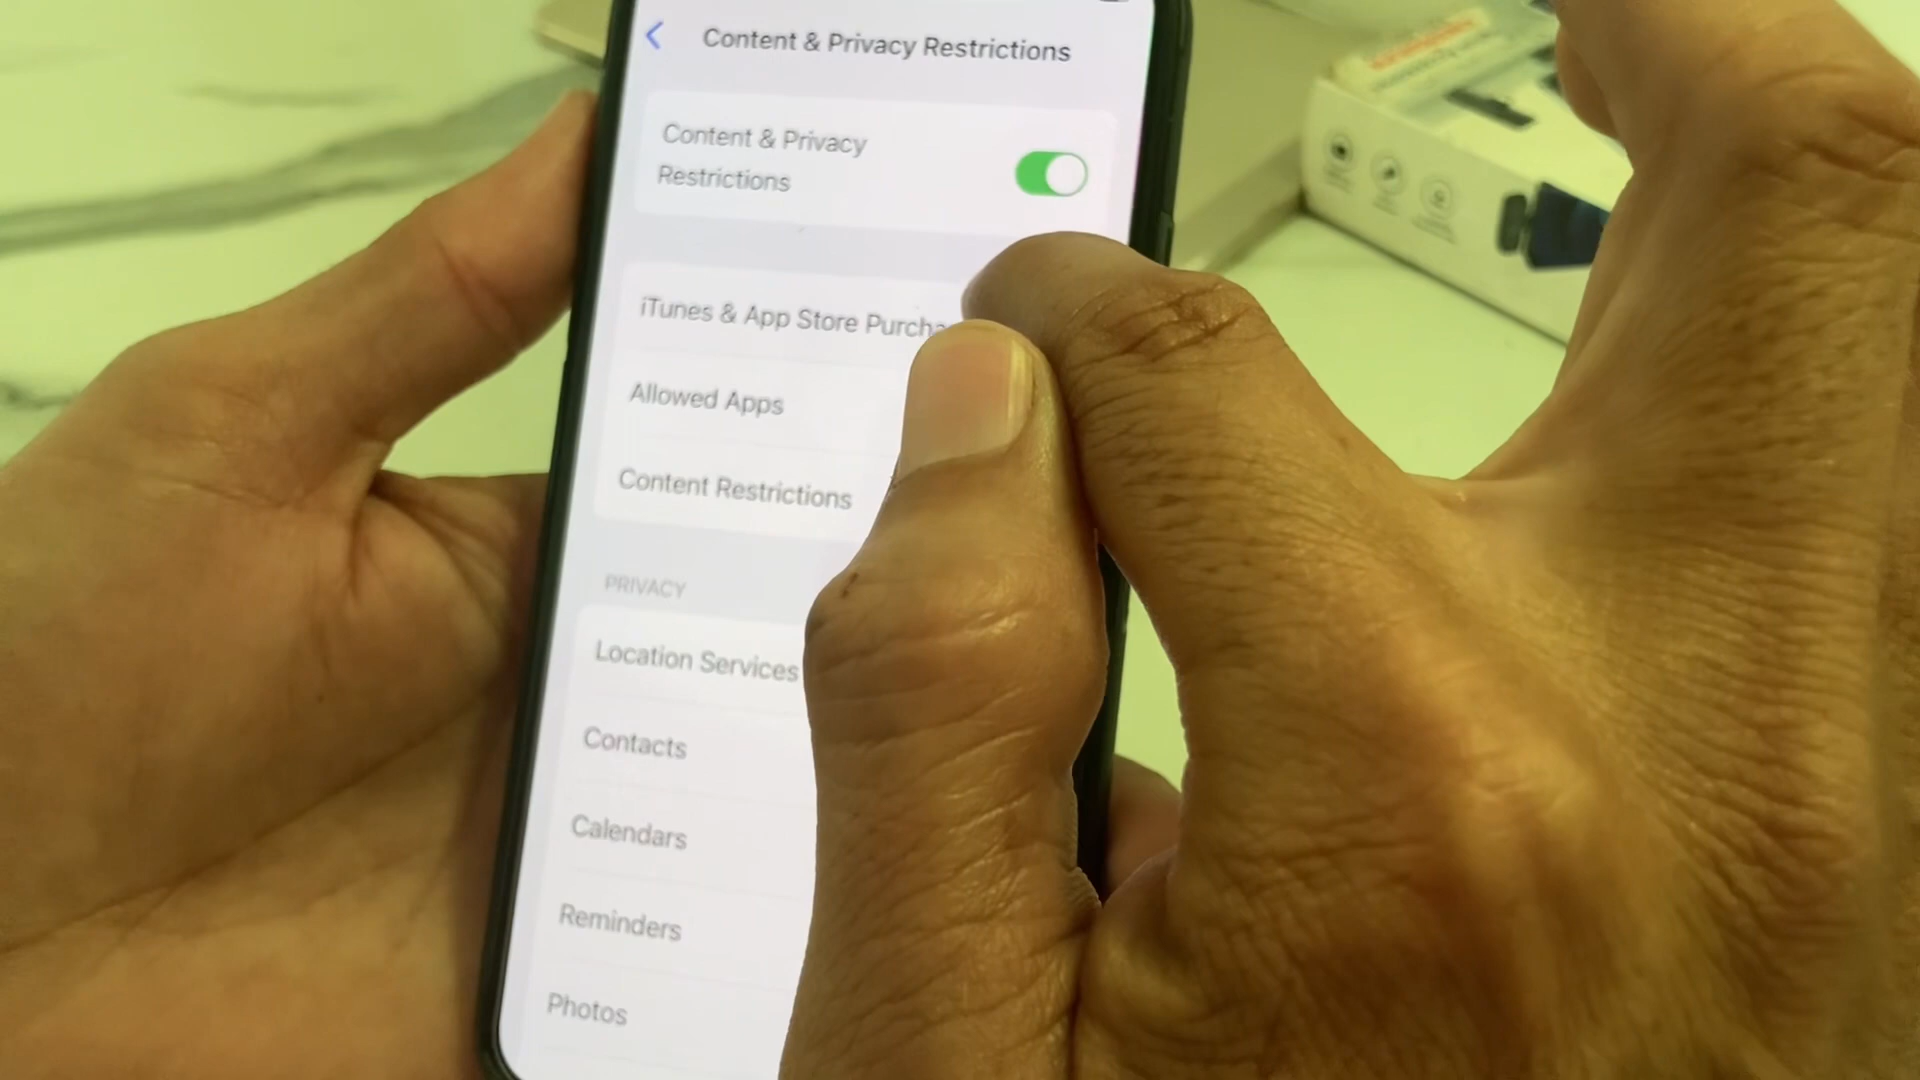 Content & Privacy Restrictions
Content & Privacy
Restrictions
iTunes & App Store Purcha
Allowed Apps
Content Restrictions
PRIVACY
Location Services
Contacts
Calendars
Reminders
Photos